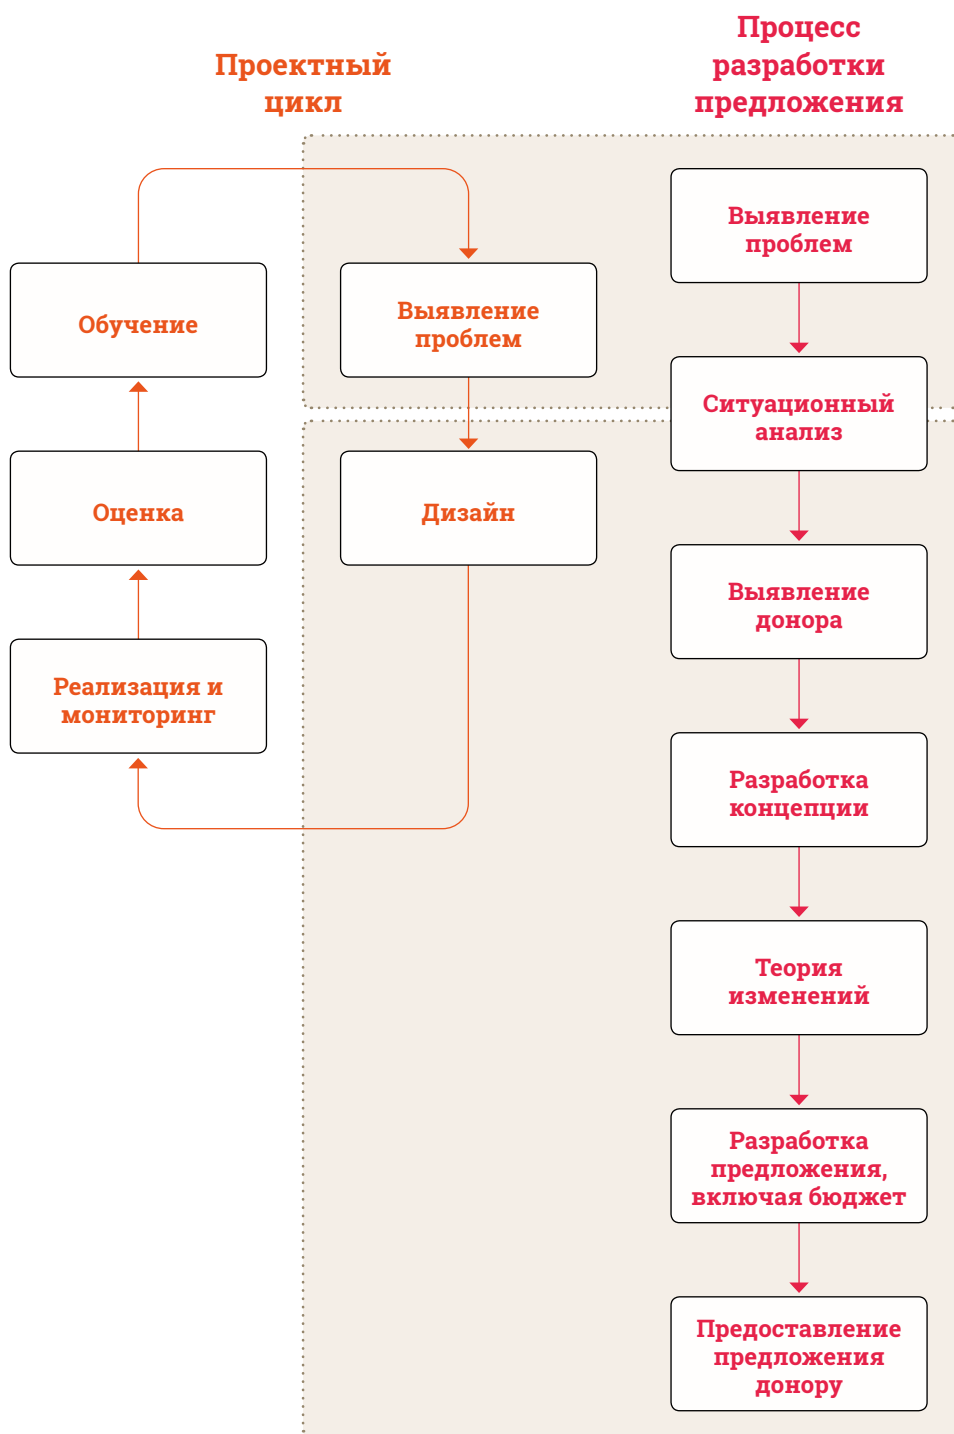 Проектный
цикл
Процесс
разработки
предложения
Обучение
Оценка
Реализация и
мониторинг
Выявление
проблем
Дизайн
Выявление
проблем
Ситуационный
анализ
Выявление
донора
Разработка
концепции
Теория
изменений
Разработка
предложения,
включая бюджет
Предоставление
предложения
донору